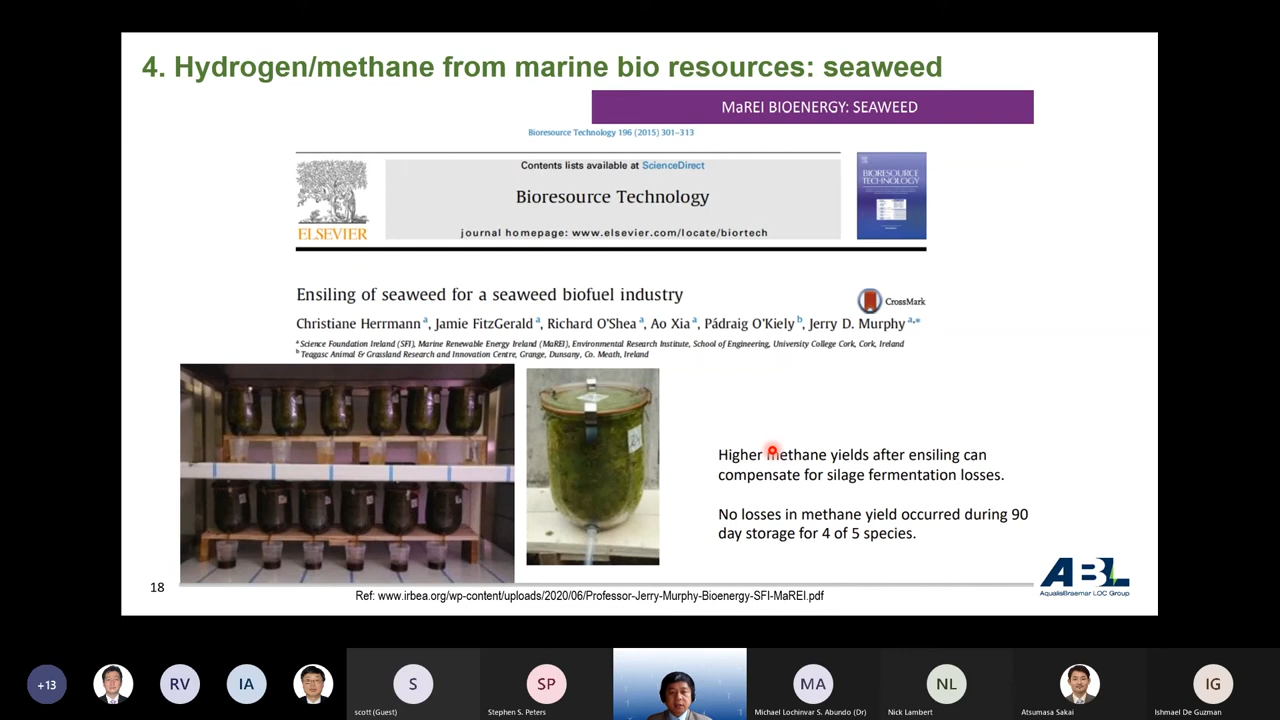 4. Hydrogen/methane from marine bio resources: seaweed
MaREI BIOENERGY: SEAWEED
Bioresource Technology 196 (2015) 301–313
Contents lists available at ScienceDirect
Bioresource Technology
journal homepage: www.elsevier.com/locate/biortech
ELSEVIER
BIORESOURCE
TECHNOLOGY
Ensiling of seaweed for a seaweed biofuel industry
CrossMark
Christiane Herrmann a, Jamie FitzGerald a, Richard O'Shea a, Ao Xia a, Pádraig O'Kiely b, Jerry D. Murphy a,*
a Science Foundation Ireland (SFI), Marine Renewable Energy Ireland (MaREI), Environmental Research Institute, School of Engineering, University College Cork, Cork, Ireland
b Teagasc Animal & Grassland Research and Innovation Centre, Grange, Dunsany, Co. Meath, Ireland
Higher methane yields after ensiling can
compensate for silage fermentation losses.
No losses in methane yield occurred during 90
day storage for 4 of 5 species.
18
ABL
AqualisBraemar LOC Group
Ref: www.irbea.org/wp-content/uploads/2020/06/Professor-Jerry-Murphy-Bioenergy-SFI-MaREI.pdf
+13
RV
IA
S
SP
MA
NL
IG
scott (Guest)
Stephen S. Peters
Michael Lochinvar S. Abundo (Dr)
Nick Lambert
Atsumasa Sakai
Ishmael De Guzman